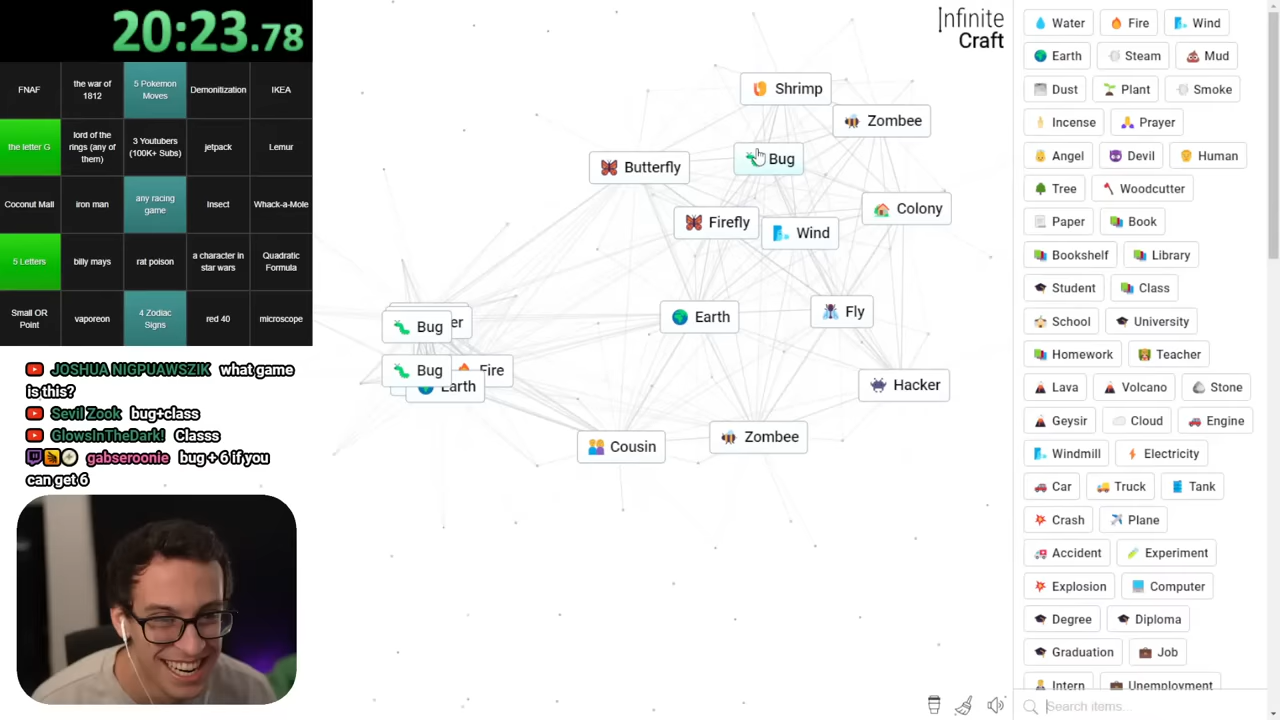 20:23.78
FNAF
the war of
1812
5 Pokemon
Moves
Demonitization
IKEA
the letter G
lord of the
rings (any of
them)
3 Youtubers
(100K+ Subs)
jetpack
Lemur
Coconut Mall
iron man
any racing
game
Insect
Whack-a-Mole
5 Letters
billy mays
rat poison
a character in
star wars
Quadratic
Formula
Small OR
Point
vaporeon
4 Zodiac
Signs
red 40
microscope
JOSHUA NIGPUAWSZIK what game
is this?
Sevil Zook bug+class
GlowsInTheDark! Classs
gabseroonie bug + 6 if you
can get 6
Infinite
Craft
Shrimp
Zombee
Bug
Butterfly
Colony
Firefly
Wind
Earth
Fly
Bug
er
Bug
Fire
Earth
Hacker
Cousin
Zombee
Water
Fire
Wind
Earth
Steam
Mud
Dust
Plant
Smoke
Incense
Prayer
Angel
Devil
Human
Tree
Woodcutter
Paper
Book
Bookshelf
Library
Student
Class
School
University
Homework
Teacher
Lava
Volcano
Stone
Geysir
Cloud
Engine
Windmill
Electricity
Car
Truck
Tank
Crash
Plane
Accident
Experiment
Explosion
Computer
Degree
Diploma
Graduation
Job
Intern
Unemployment
Search items...